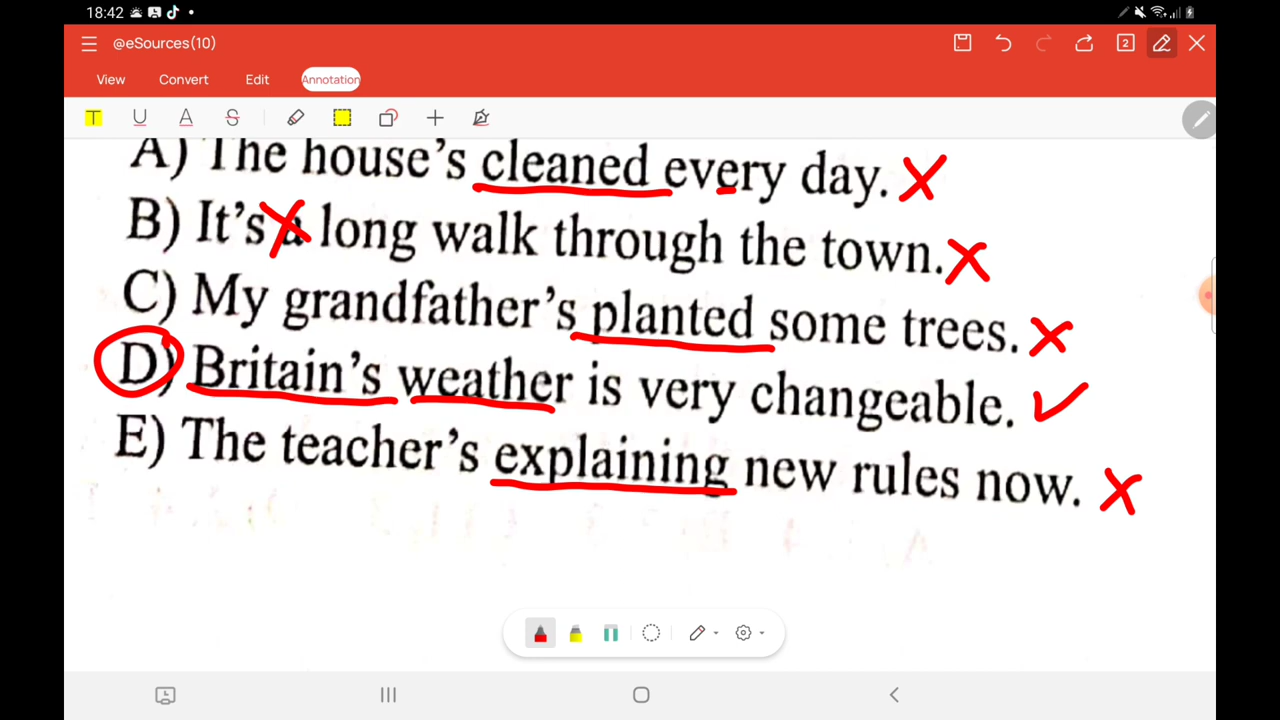 18:42
@eSources(10)
2
View Convert Edit Annotation
T U A S
A) The house's cleaned every day.
B) It's a long walk through the town.
C) My grandfather's planted some trees.
D) Britain's weather is very changeable.
E) The teacher's explaining new rules now.